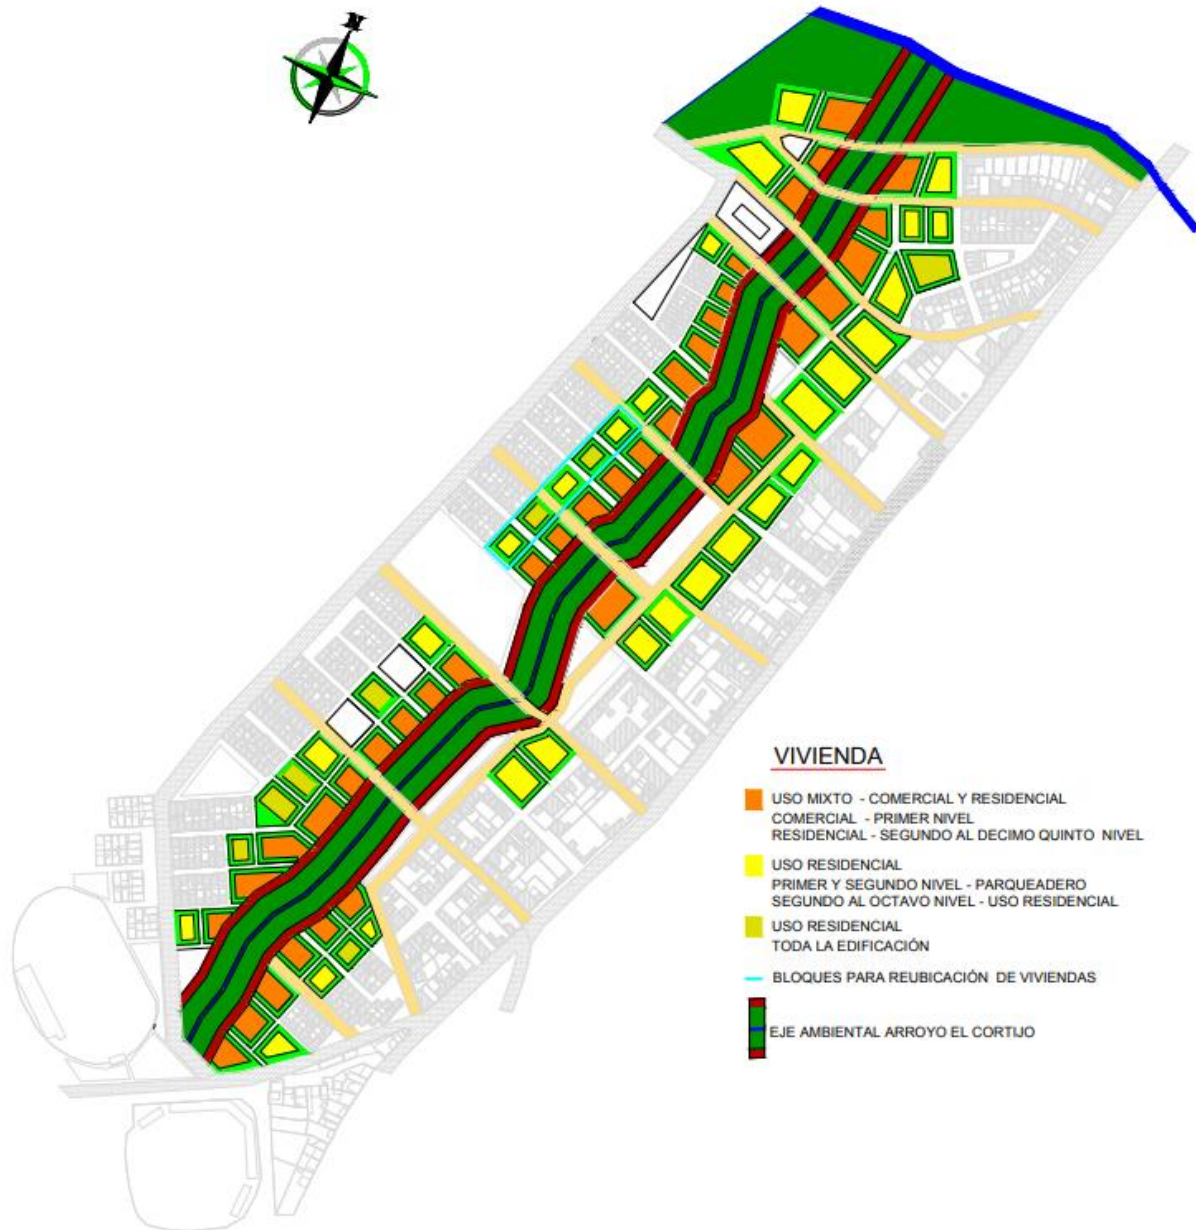 N
VIVIENDA
USO MIXTO - COMERCIAL Y RESIDENCIAL
COMERCIAL - PRIMER NIVEL
RESIDENCIAL - SEGUNDO AL DECIMO QUINTO NIVEL
USO RESIDENCIAL
PRIMER Y SEGUNDO NIVEL - PARQUEADERO
SEGUNDO AL OCTAVO NIVEL - USO RESIDENCIAL
USO RESIDENCIAL
TODA LA EDIFICACIÓN
BLOQUES PARA REUBICACIÓN DE VIVIENDAS
EJE AMBIENTAL ARROYO EL CORTIJO